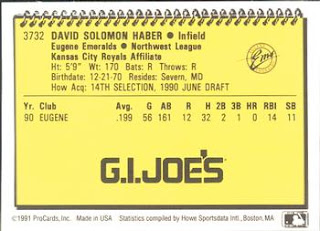 3732 DAVID SOLOMON HABER • Infield
Eugene Emeralds • Northwest League
Kansas City Royals Affiliate
Ht: 5'9" Wt: 170 Bats: R Throws: R
Birthdate: 12-21-70 Resides: Severn, MD
How Acq: 14TH SELECTION, 1990 JUNE DRAFT
Yr. Club Avg. G AB R H 2B 3B HR RBI SB
90 EUGENE .199 56 161 12 32 2 1 0 14 11
G.I. JOE'S
©1991 ProCards, Inc. Made in USA Statistics compiled by Howe Sportsdata Intl., Boston, MA